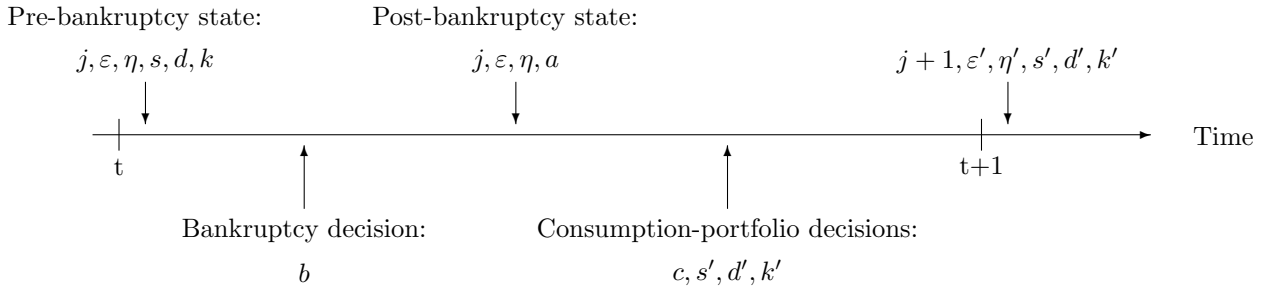 Pre-bankruptcy state:
j, ε, η, s, d, k
Post-bankruptcy state:
j, ε, η, a
j + 1, ε′, η′, s′, d′, k′
Time
t
t+1
Bankruptcy decision:
b
Consumption-portfolio decisions:
c, s′, d′, k′